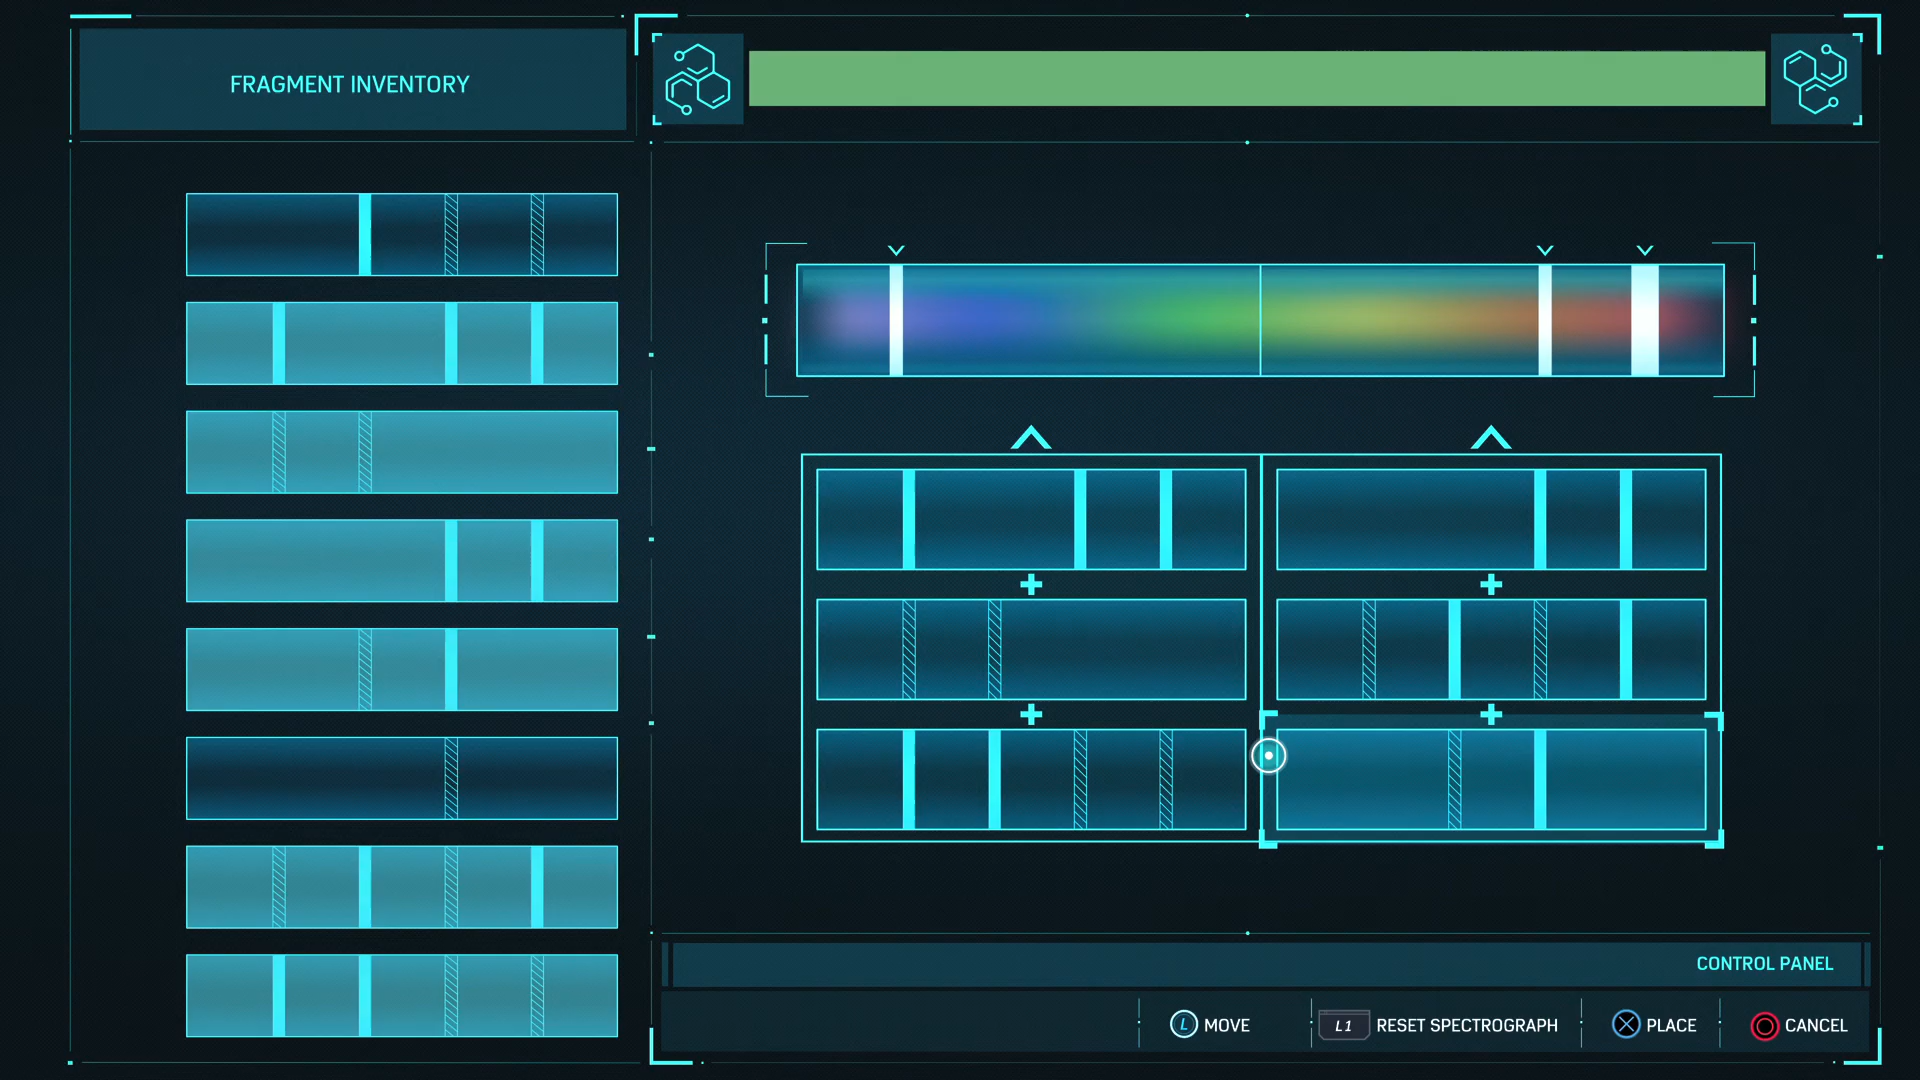 FRAGMENT INVENTORY
CONTROL PANEL
L MOVE
L1 RESET SPECTROGRAPH
PLACE
CANCEL